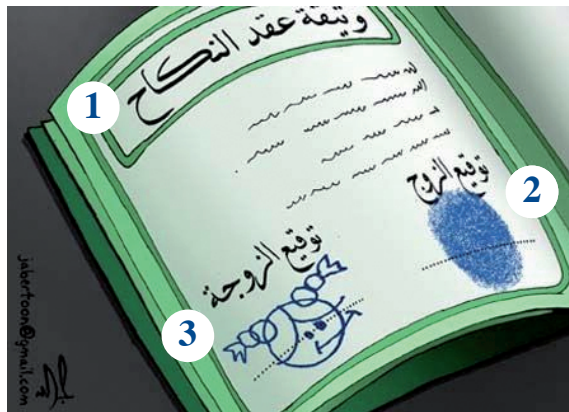 وثيقة عقد النكاح
1
توقيع الزوج
2
توقيع الزوجة
3
jabertoon@gmail.com